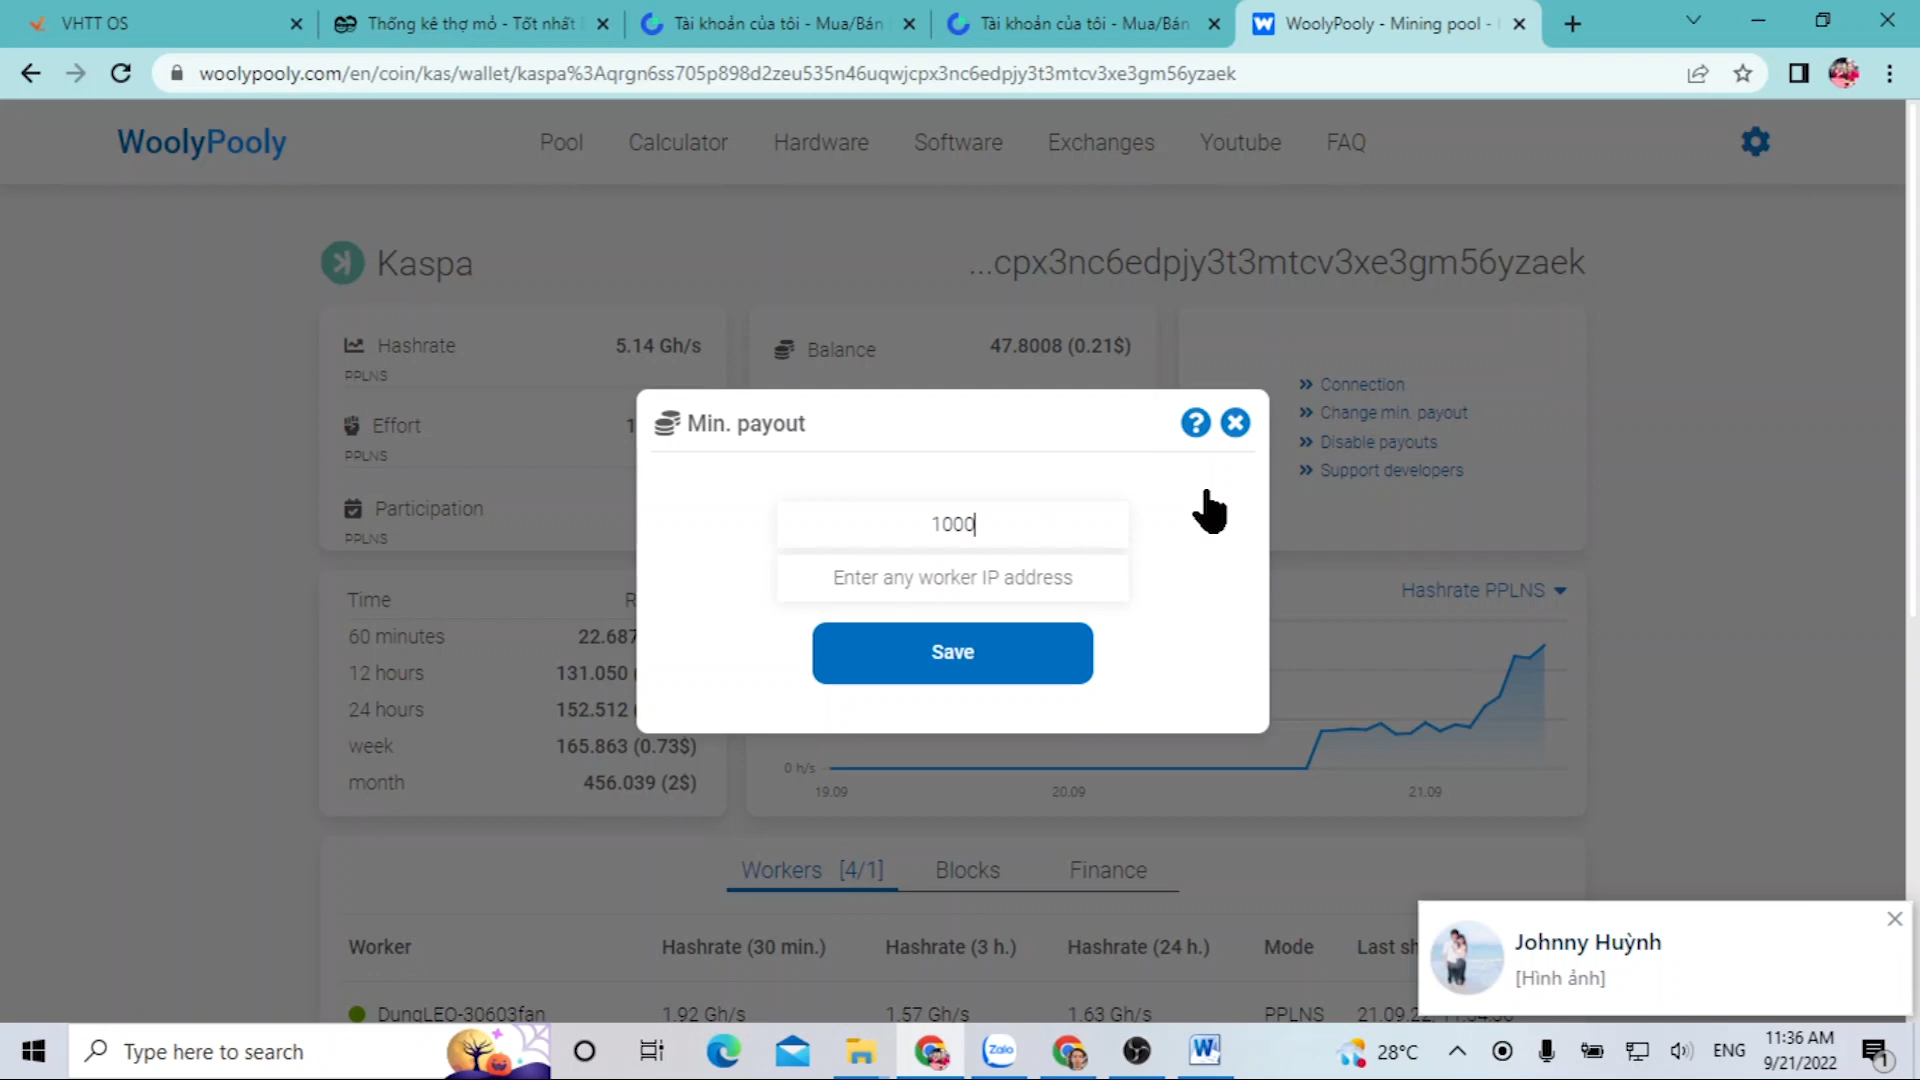 VHTT OS
Thống kê thợ mỏ - Tốt nhất
Tài khoản của tôi - Mua/Bán
Tài khoản của tôi - Mua/Bán
WoolyPooly - Mining pool -
woolypooly.com/en/coin/kas/wallet/kaspa%3Aqrgn6ss705p898d2zeu535n46uqwjcpx3nc6edpjy3t3mtcv3xe3gm56yzaek
WoolyPooly
Pool
Calculator
Hardware
Software
Exchanges
Youtube
FAQ
Kaspa
...cpx3nc6edpjy3t3mtcv3xe3gm56yzaek
Hashrate
5.14 Gh/s
PPLNS
Balance
47.8008 (0.21$)
Effort
1
PPLNS
Participation
PPLNS
Connection
Change min. payout
Disable payouts
Support developers
Min. payout
1000
Enter any worker IP address
Save
Time
R
60 minutes
22.687
12 hours
131.050 (
24 hours
152.512 (
week
165.863 (0.73$)
month
456.039 (2$)
Hashrate PPLNS
0 h/s
19.09
20.09
21.09
Workers [4/1]
Blocks
Finance
Worker
Hashrate (30 min.)
Hashrate (3 h.)
Hashrate (24 h.)
Mode
Last sh
DungLEO-30603fan
1.92 Gh/s
1.57 Gh/s
1.63 Gh/s
PPLNS
Johnny Huỳnh
[Hình ảnh]
Type here to search
Zalo
28°C
ENG
11:36 AM
9/21/2022
1